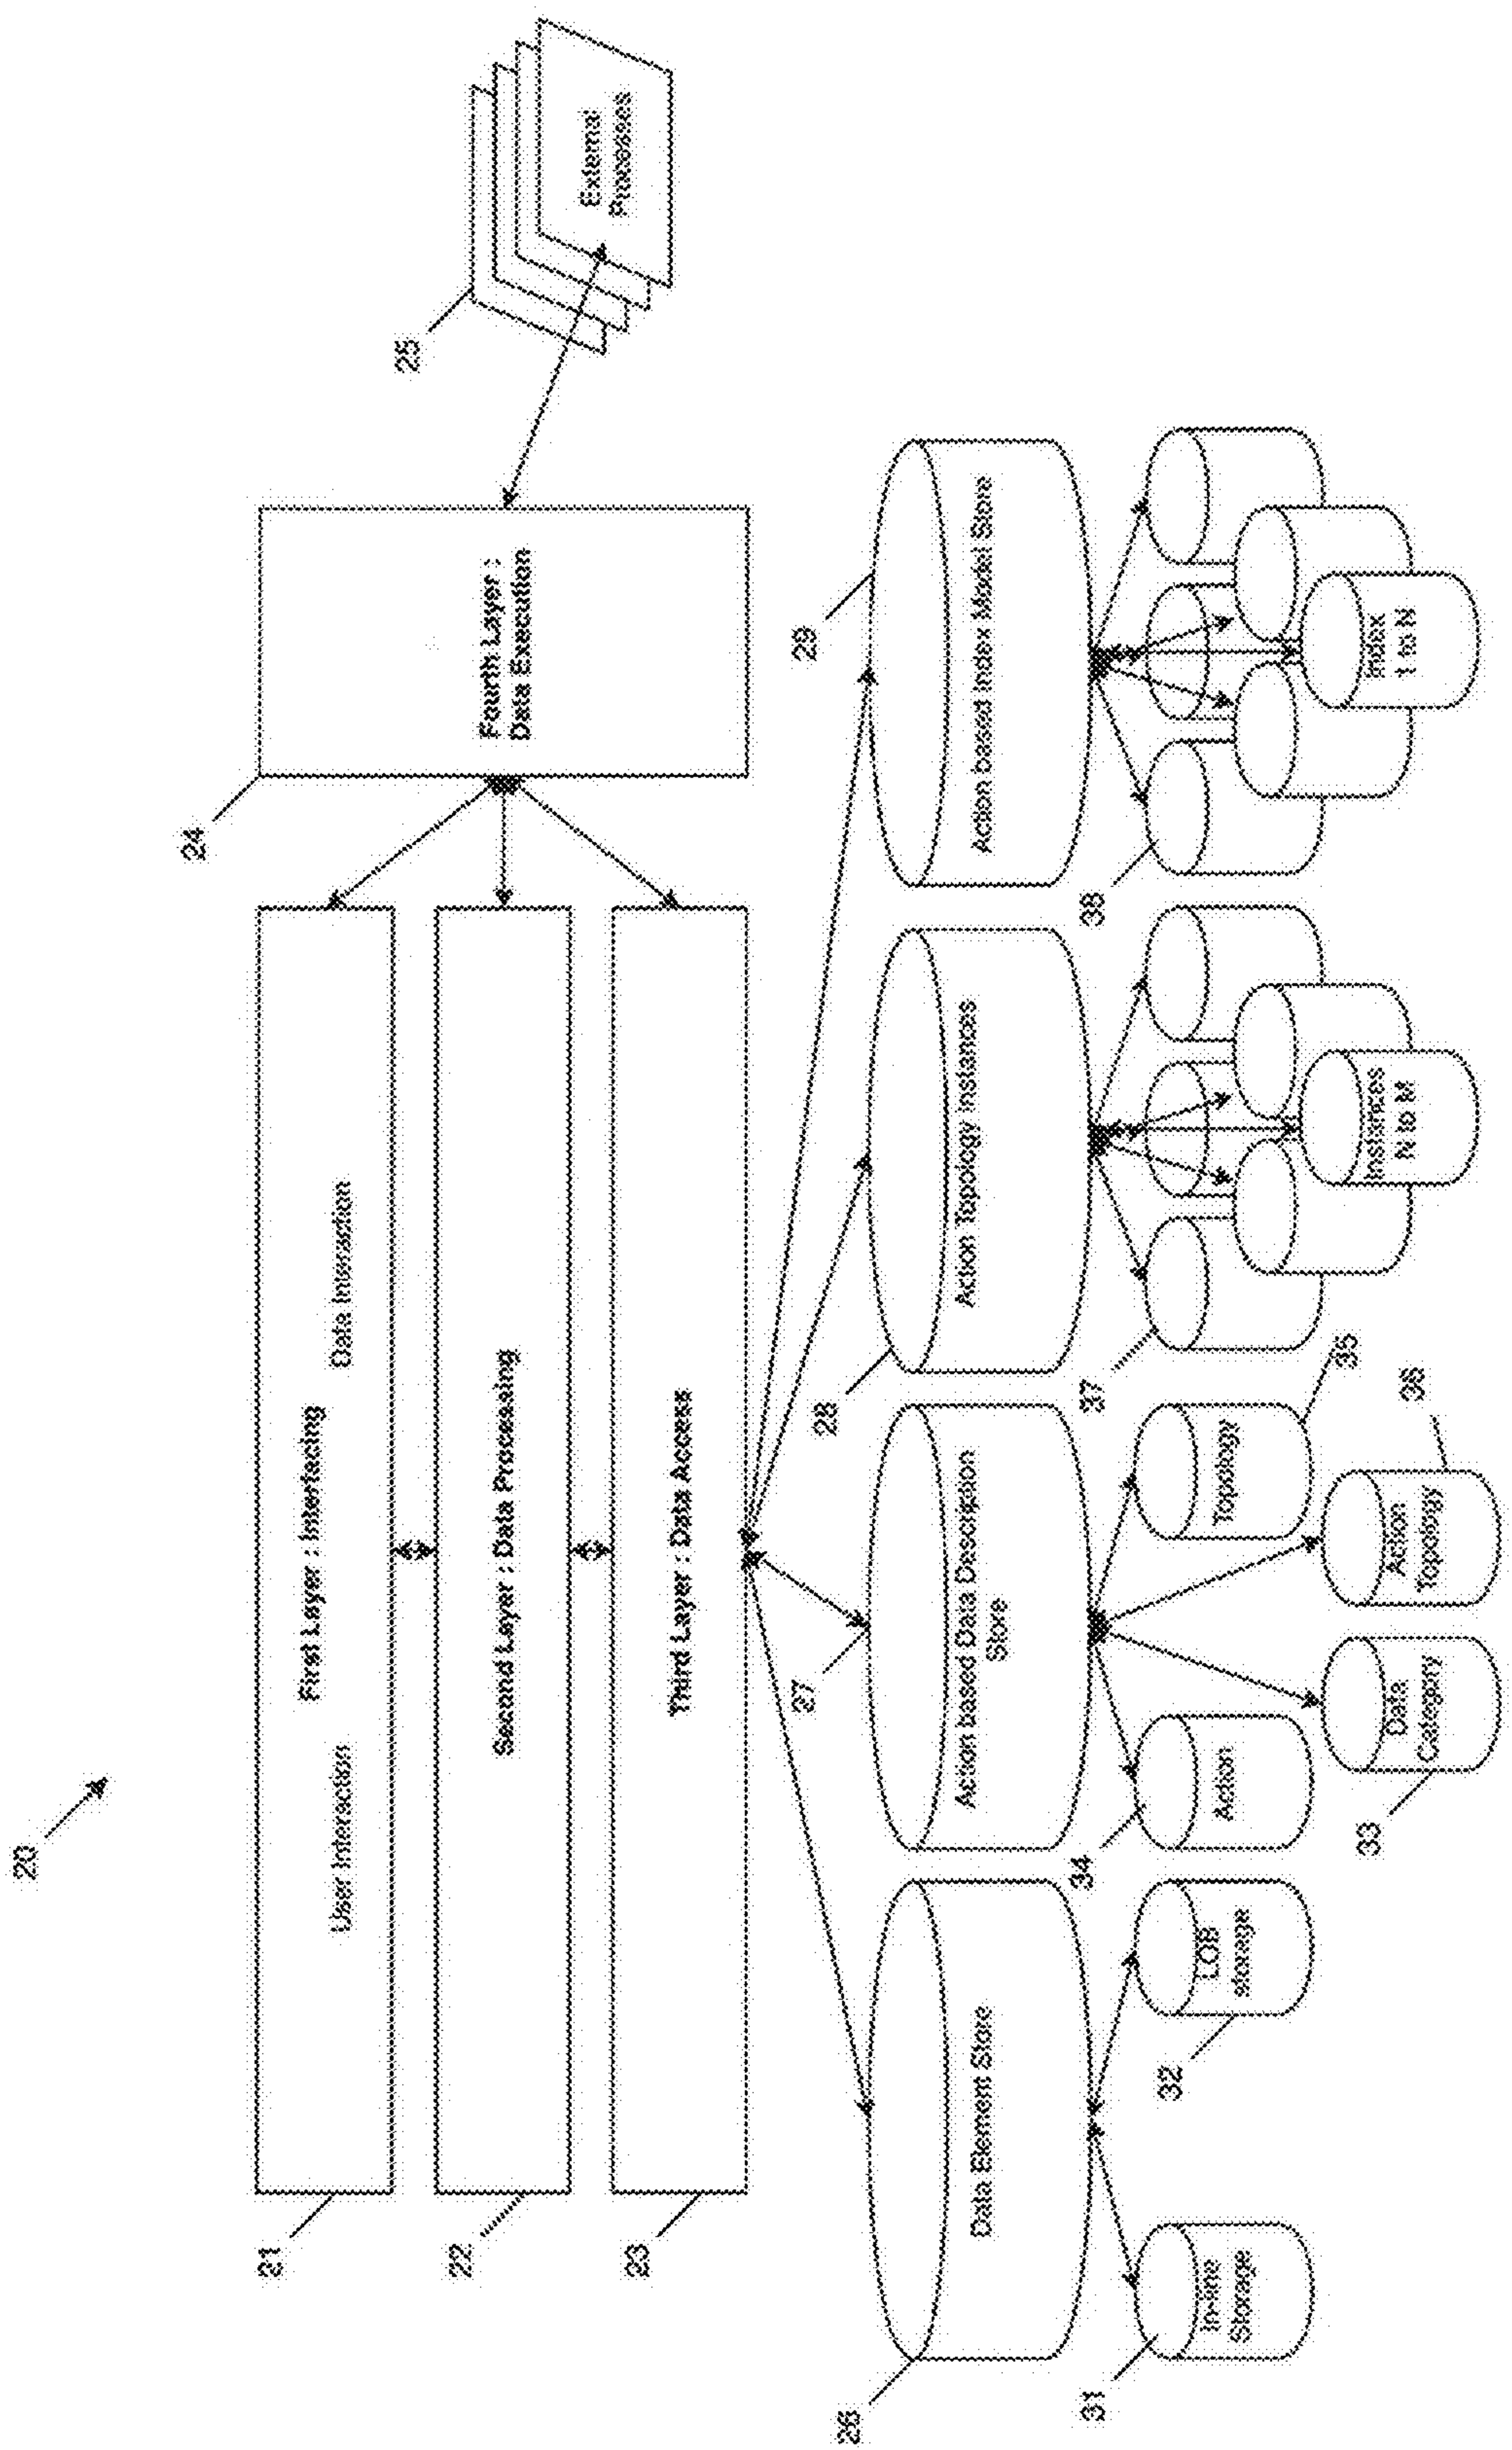 20
21
First Layer : Interfacing
User Interaction
Data Interaction
22
Second Layer : Data Processing
23
Third Layer : Data Access
24
Fourth Layer :
Data Execution
25
External
Processes
26
Data Element Store
27
Action based Data Description
Store
28
Action Topology Instances
29
Action based Index Model Store
31
In-line
Storage
32
LOB
storage
34
Action
33
Data
Category
Topology
35
Action
Topology
36
37
Instances
N to M
38
Index
1 to N